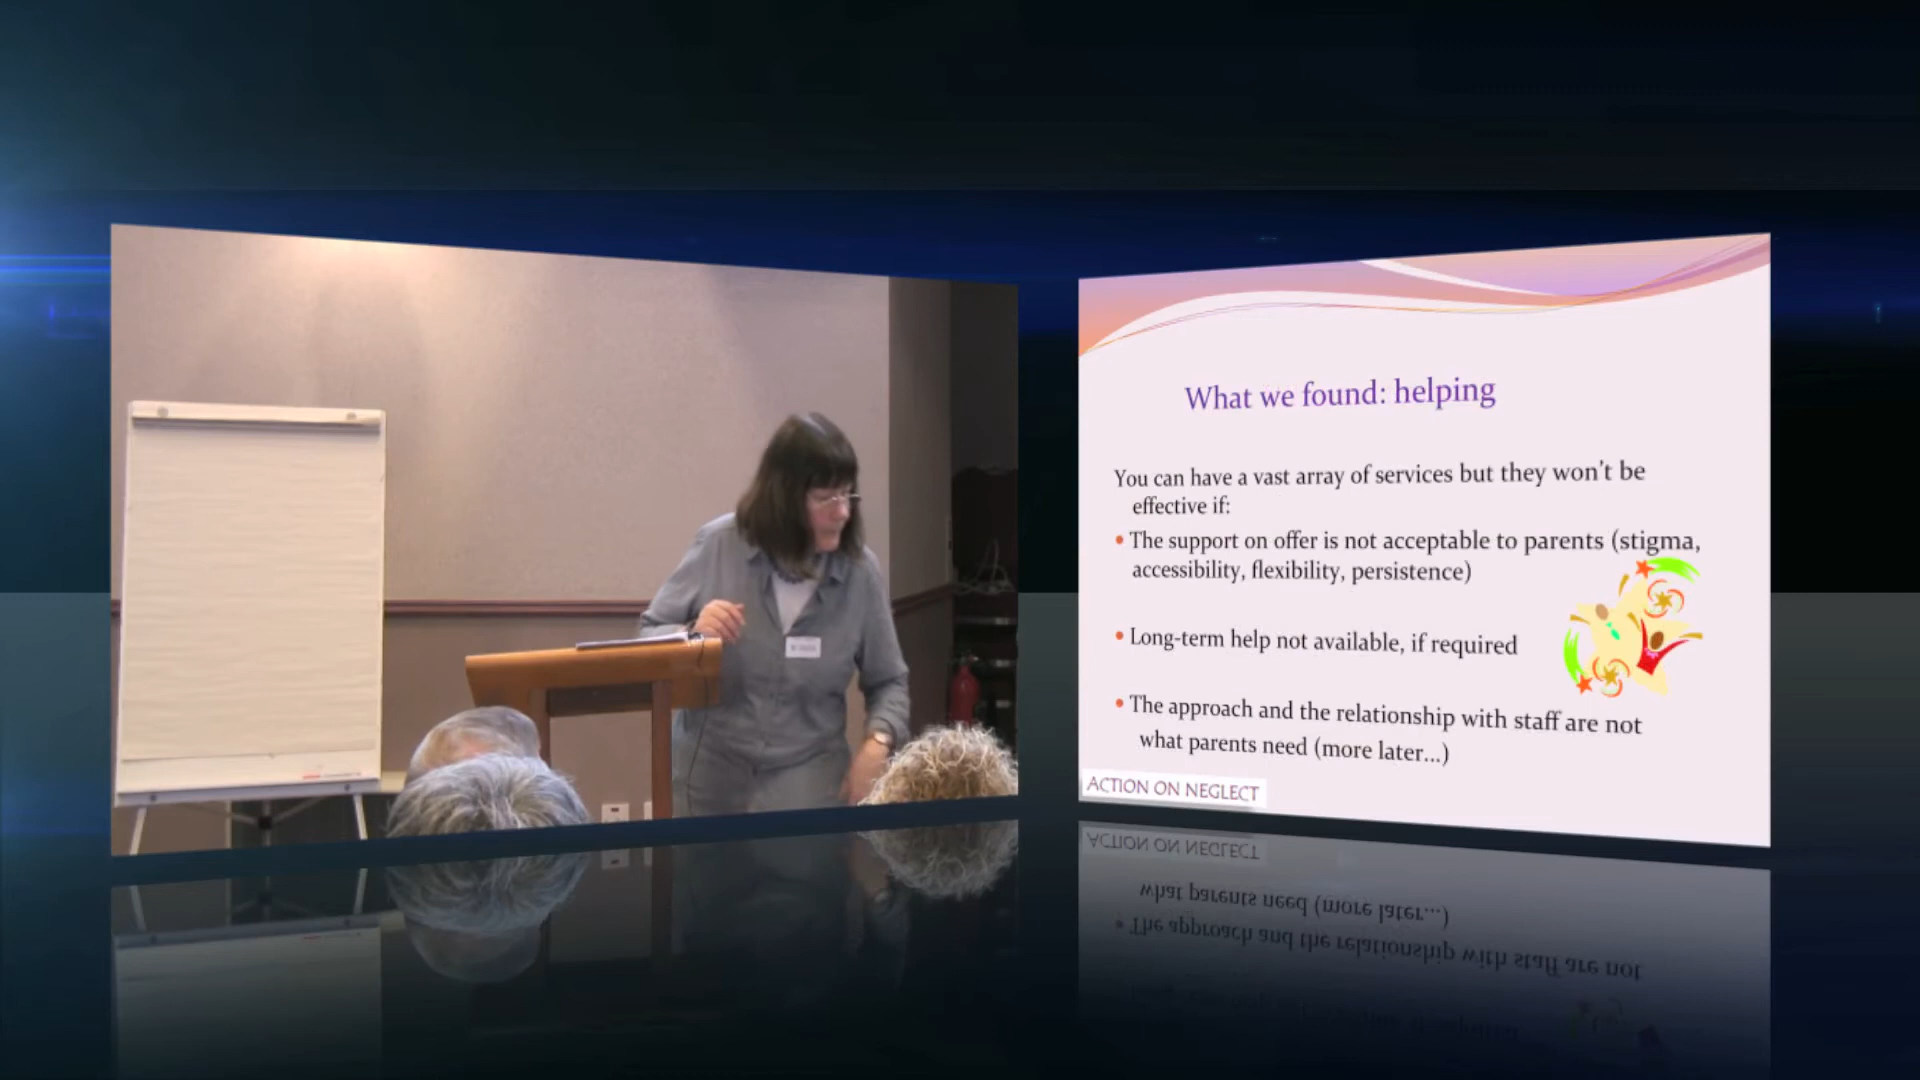 What we found: helping
You can have a vast array of services but they won't be
effective if:
• The support on offer is not acceptable to parents (stigma,
accessibility, flexibility, persistence)
• Long-term help not available, if required
• The approach and the relationship with staff are not
what parents need (more later...)
ACTION ON NEGLECT